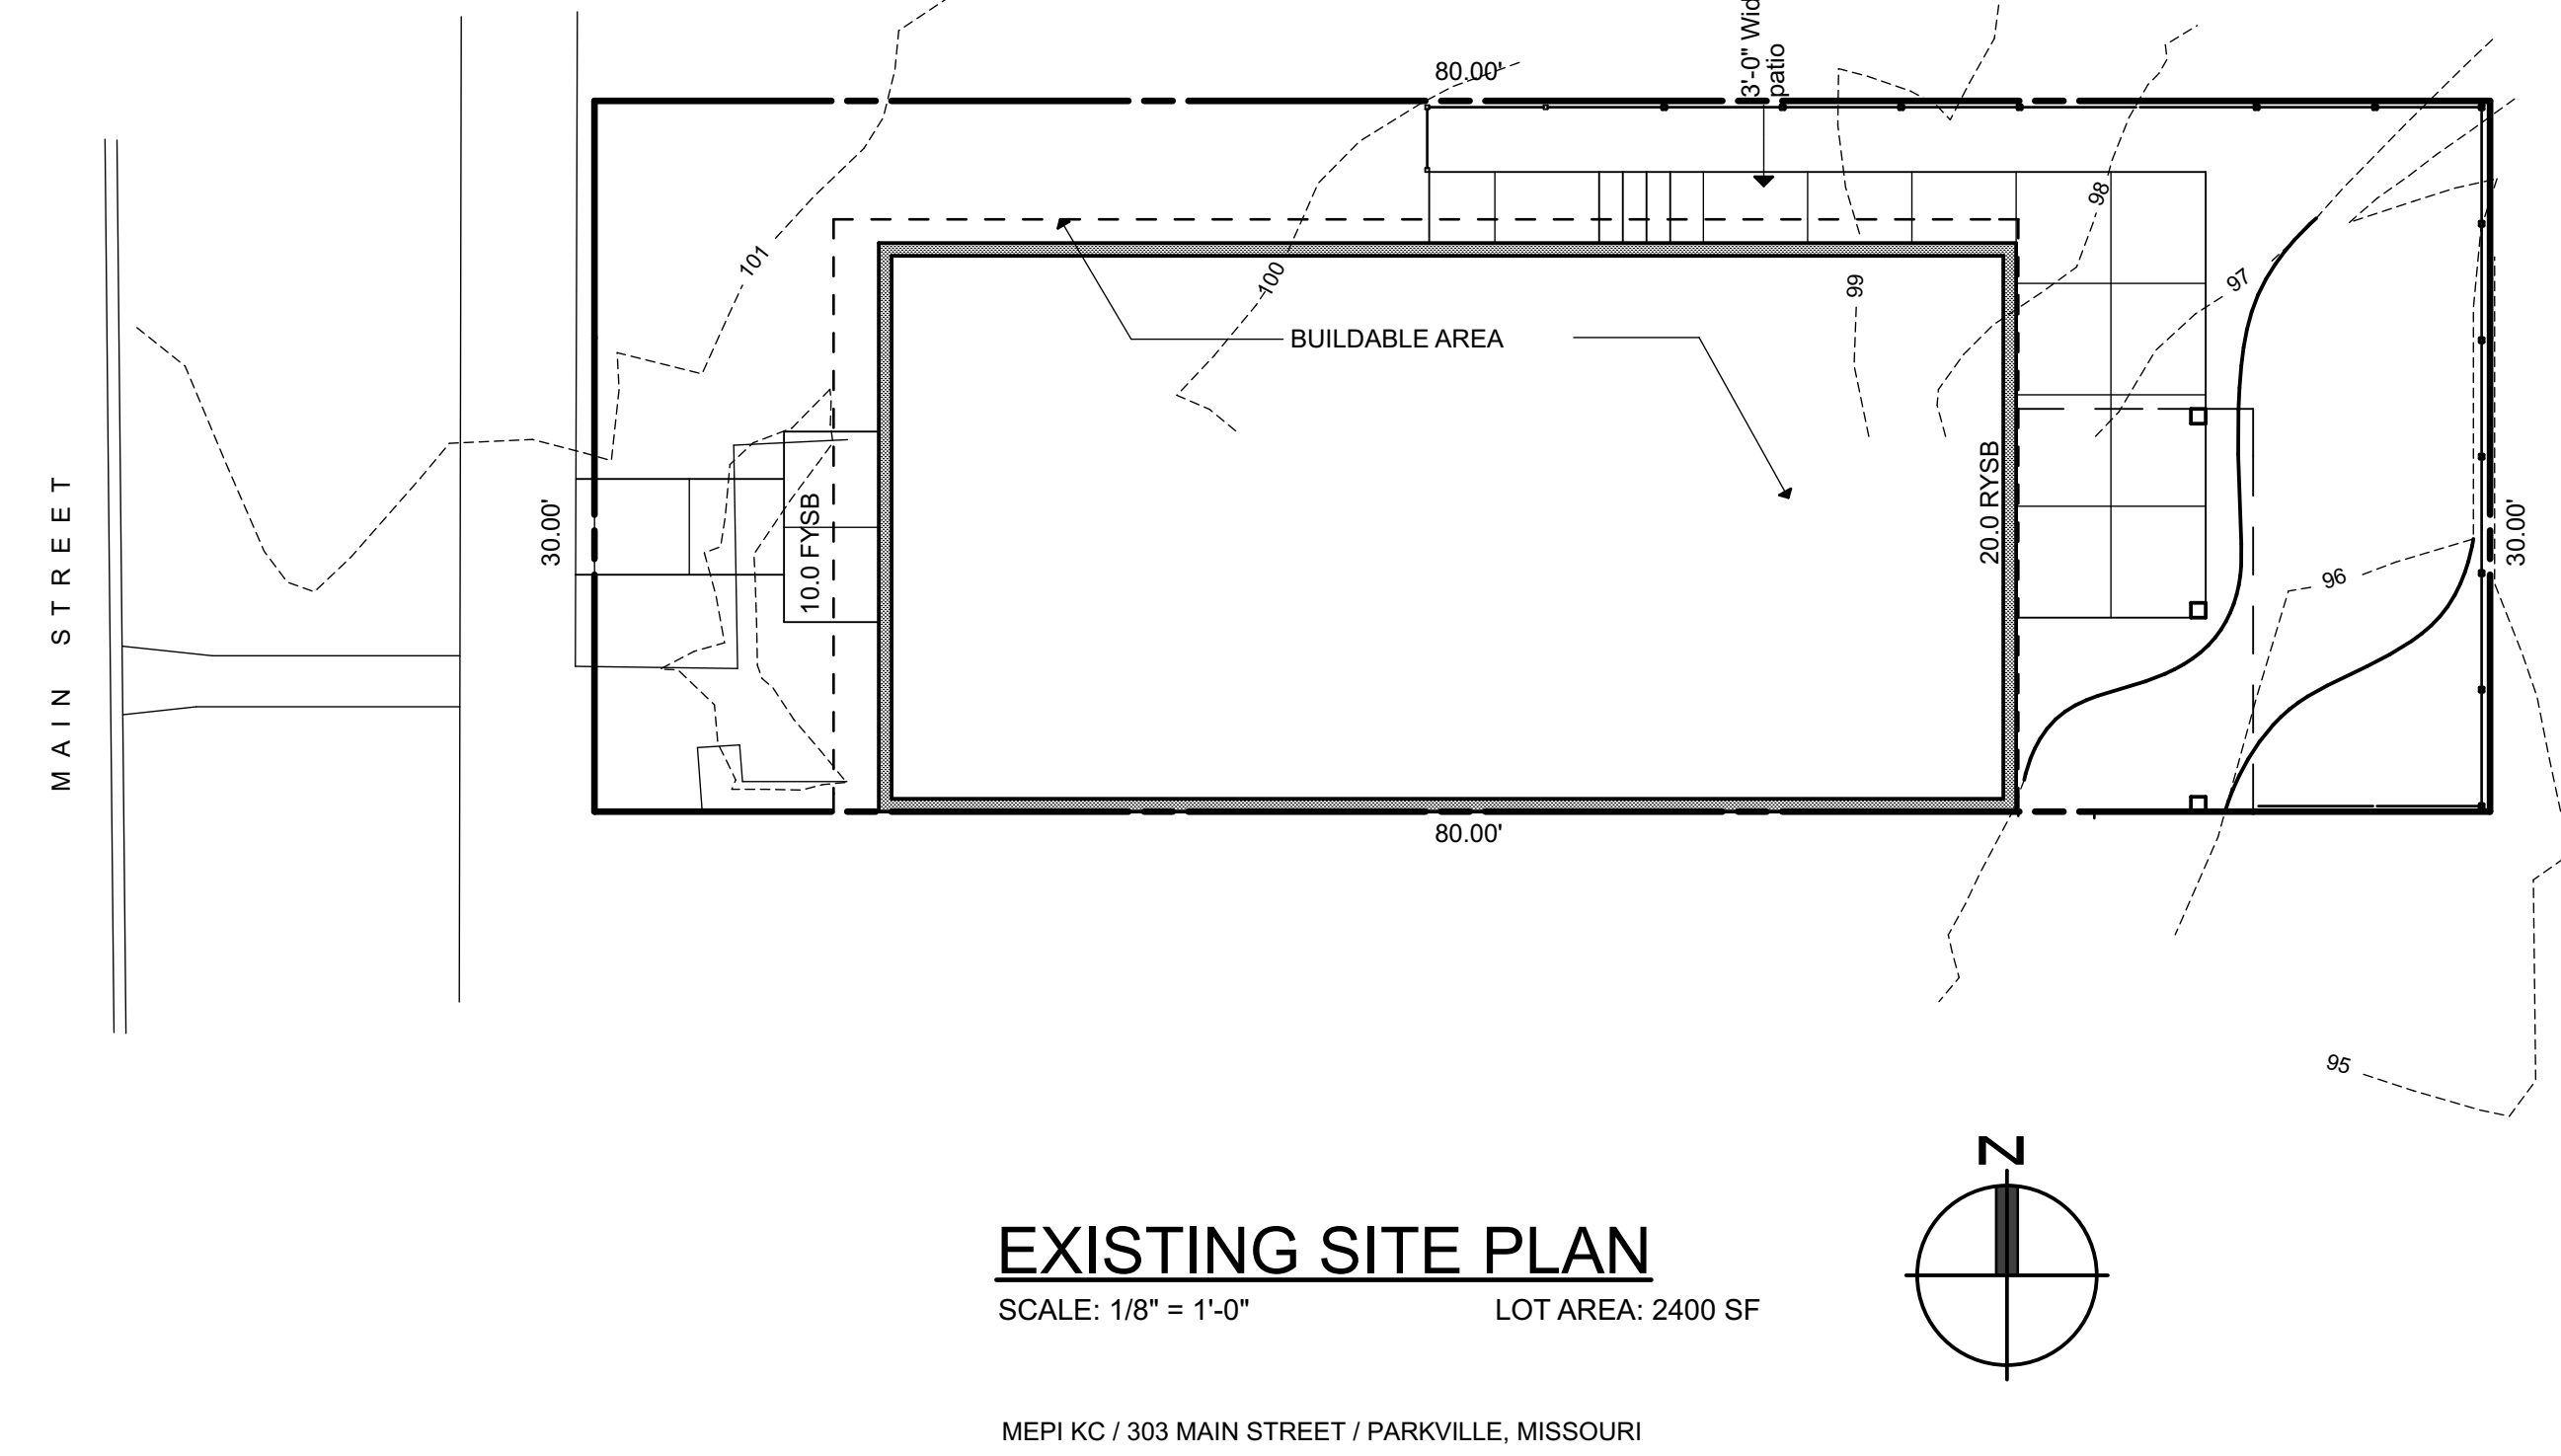 3'-0" Wid
patio
80.00'
101
100
99
98
97
BUILDABLE AREA
MAIN STREET
30.00'
10.0 FYSB
20.0 RYSB
30.00'
96
80.00'
95
N
EXISTING SITE PLAN
SCALE: 1/8" = 1'-0"
LOT AREA: 2400 SF
MEPI KC / 303 MAIN STREET / PARKVILLE, MISSOURI